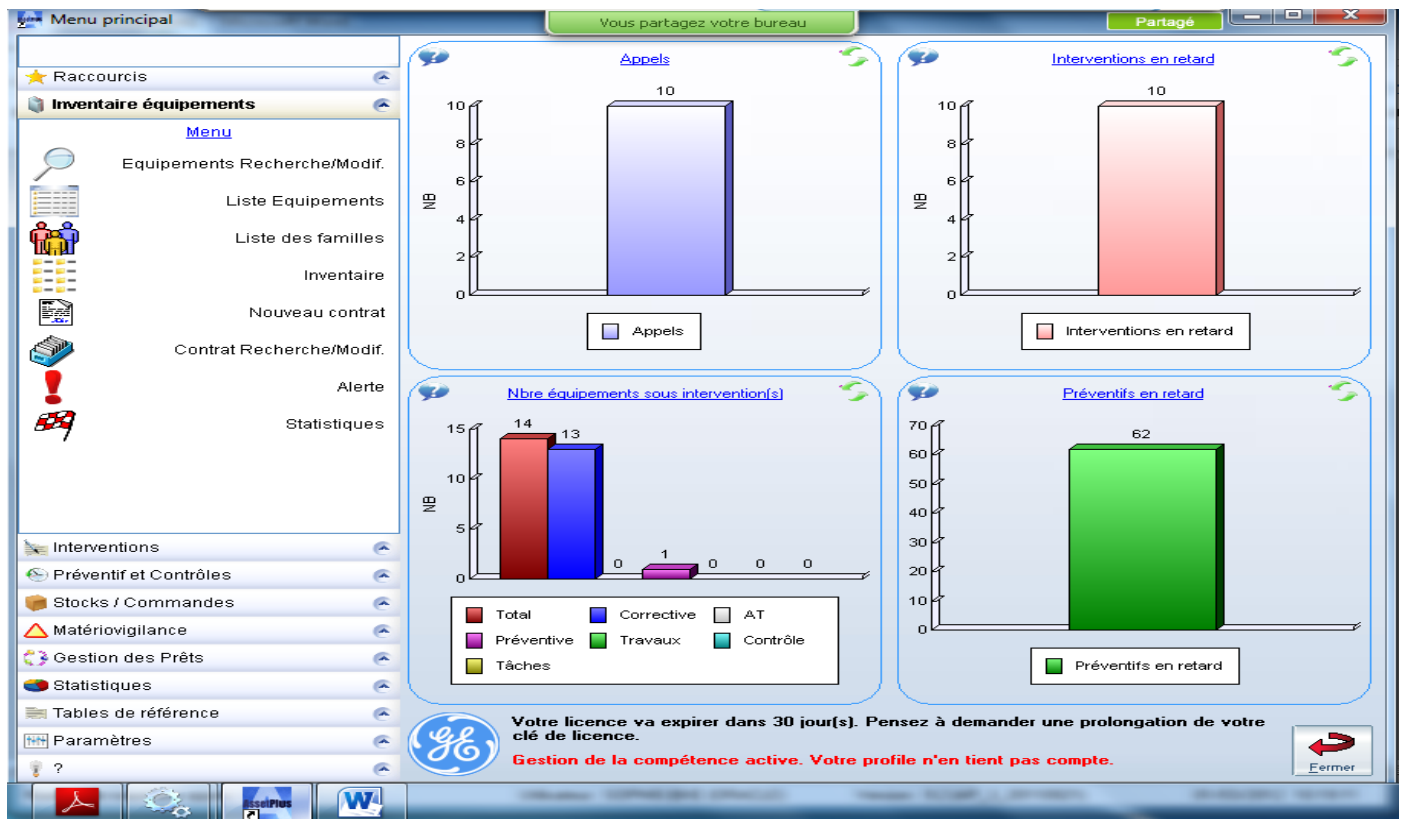 Menu principal
Vous partagez votre bureau
Partagé
Raccourcis
Inventaire équipements
Menu
Equipements Recherche/Modif.
Liste Equipements
Liste des familles
Inventaire
Nouveau contrat
Contrat Recherche/Modif.
Alerte
Statistiques
Interventions
Préventif et Contrôles
Stocks / Commandes
Matériovigilance
Gestion des Prêts
Statistiques
Tables de référence
Paramètres
?
Appels
10
NB
10
8
6
4
2
0
Appels
Interventions en retard
10
NB
10
8
6
4
2
0
Interventions en retard
Nbre équipements sous intervention(s)
14 13 0 1 0 0 0
NB
15
10
5
0
Total Corrective AT
Préventive Travaux Contrôle
Tâches
Préventifs en retard
62
70
60
50
40
30
20
10
0
Préventifs en retard
Votre licence va expirer dans 30 jour(s). Pensez à demander une prolongation de votre
clé de licence.
Gestion de la compétence active. Votre profile n'en tient pas compte.
Fermer
AssetPlus